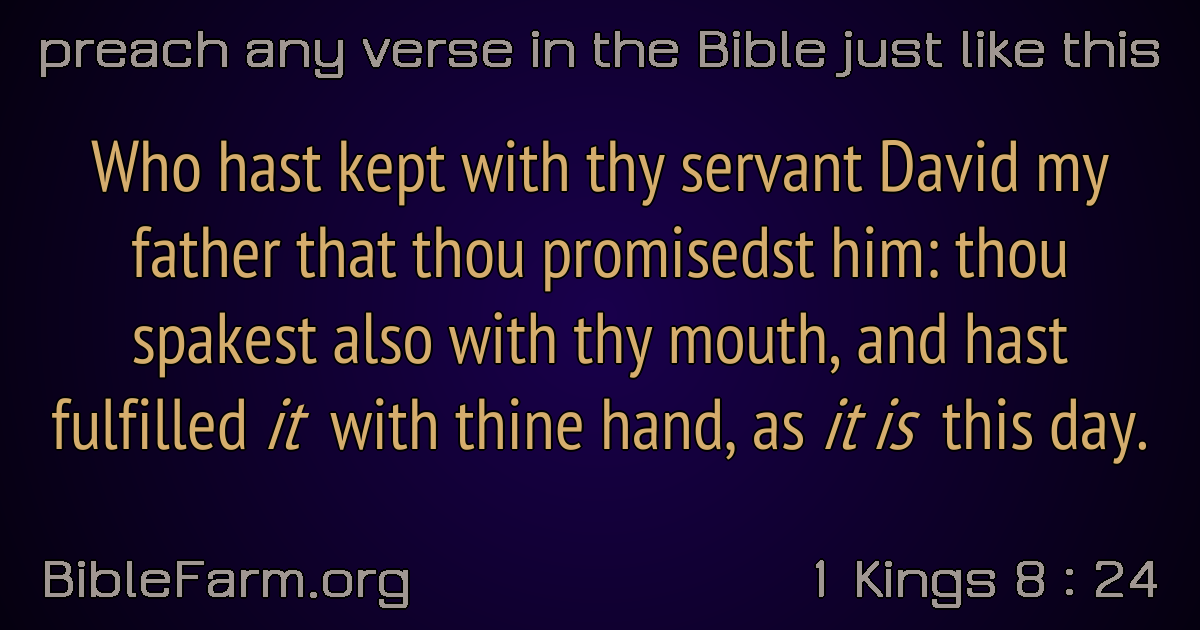 preach any verse in the Bible just like this
Who hast kept with thy servant David my
father that thou promisedst him: thou
spakest also with thy mouth, and hast
fulfilled it with thine hand, as it is this day.
BibleFarm.org
1 Kings 8 : 24